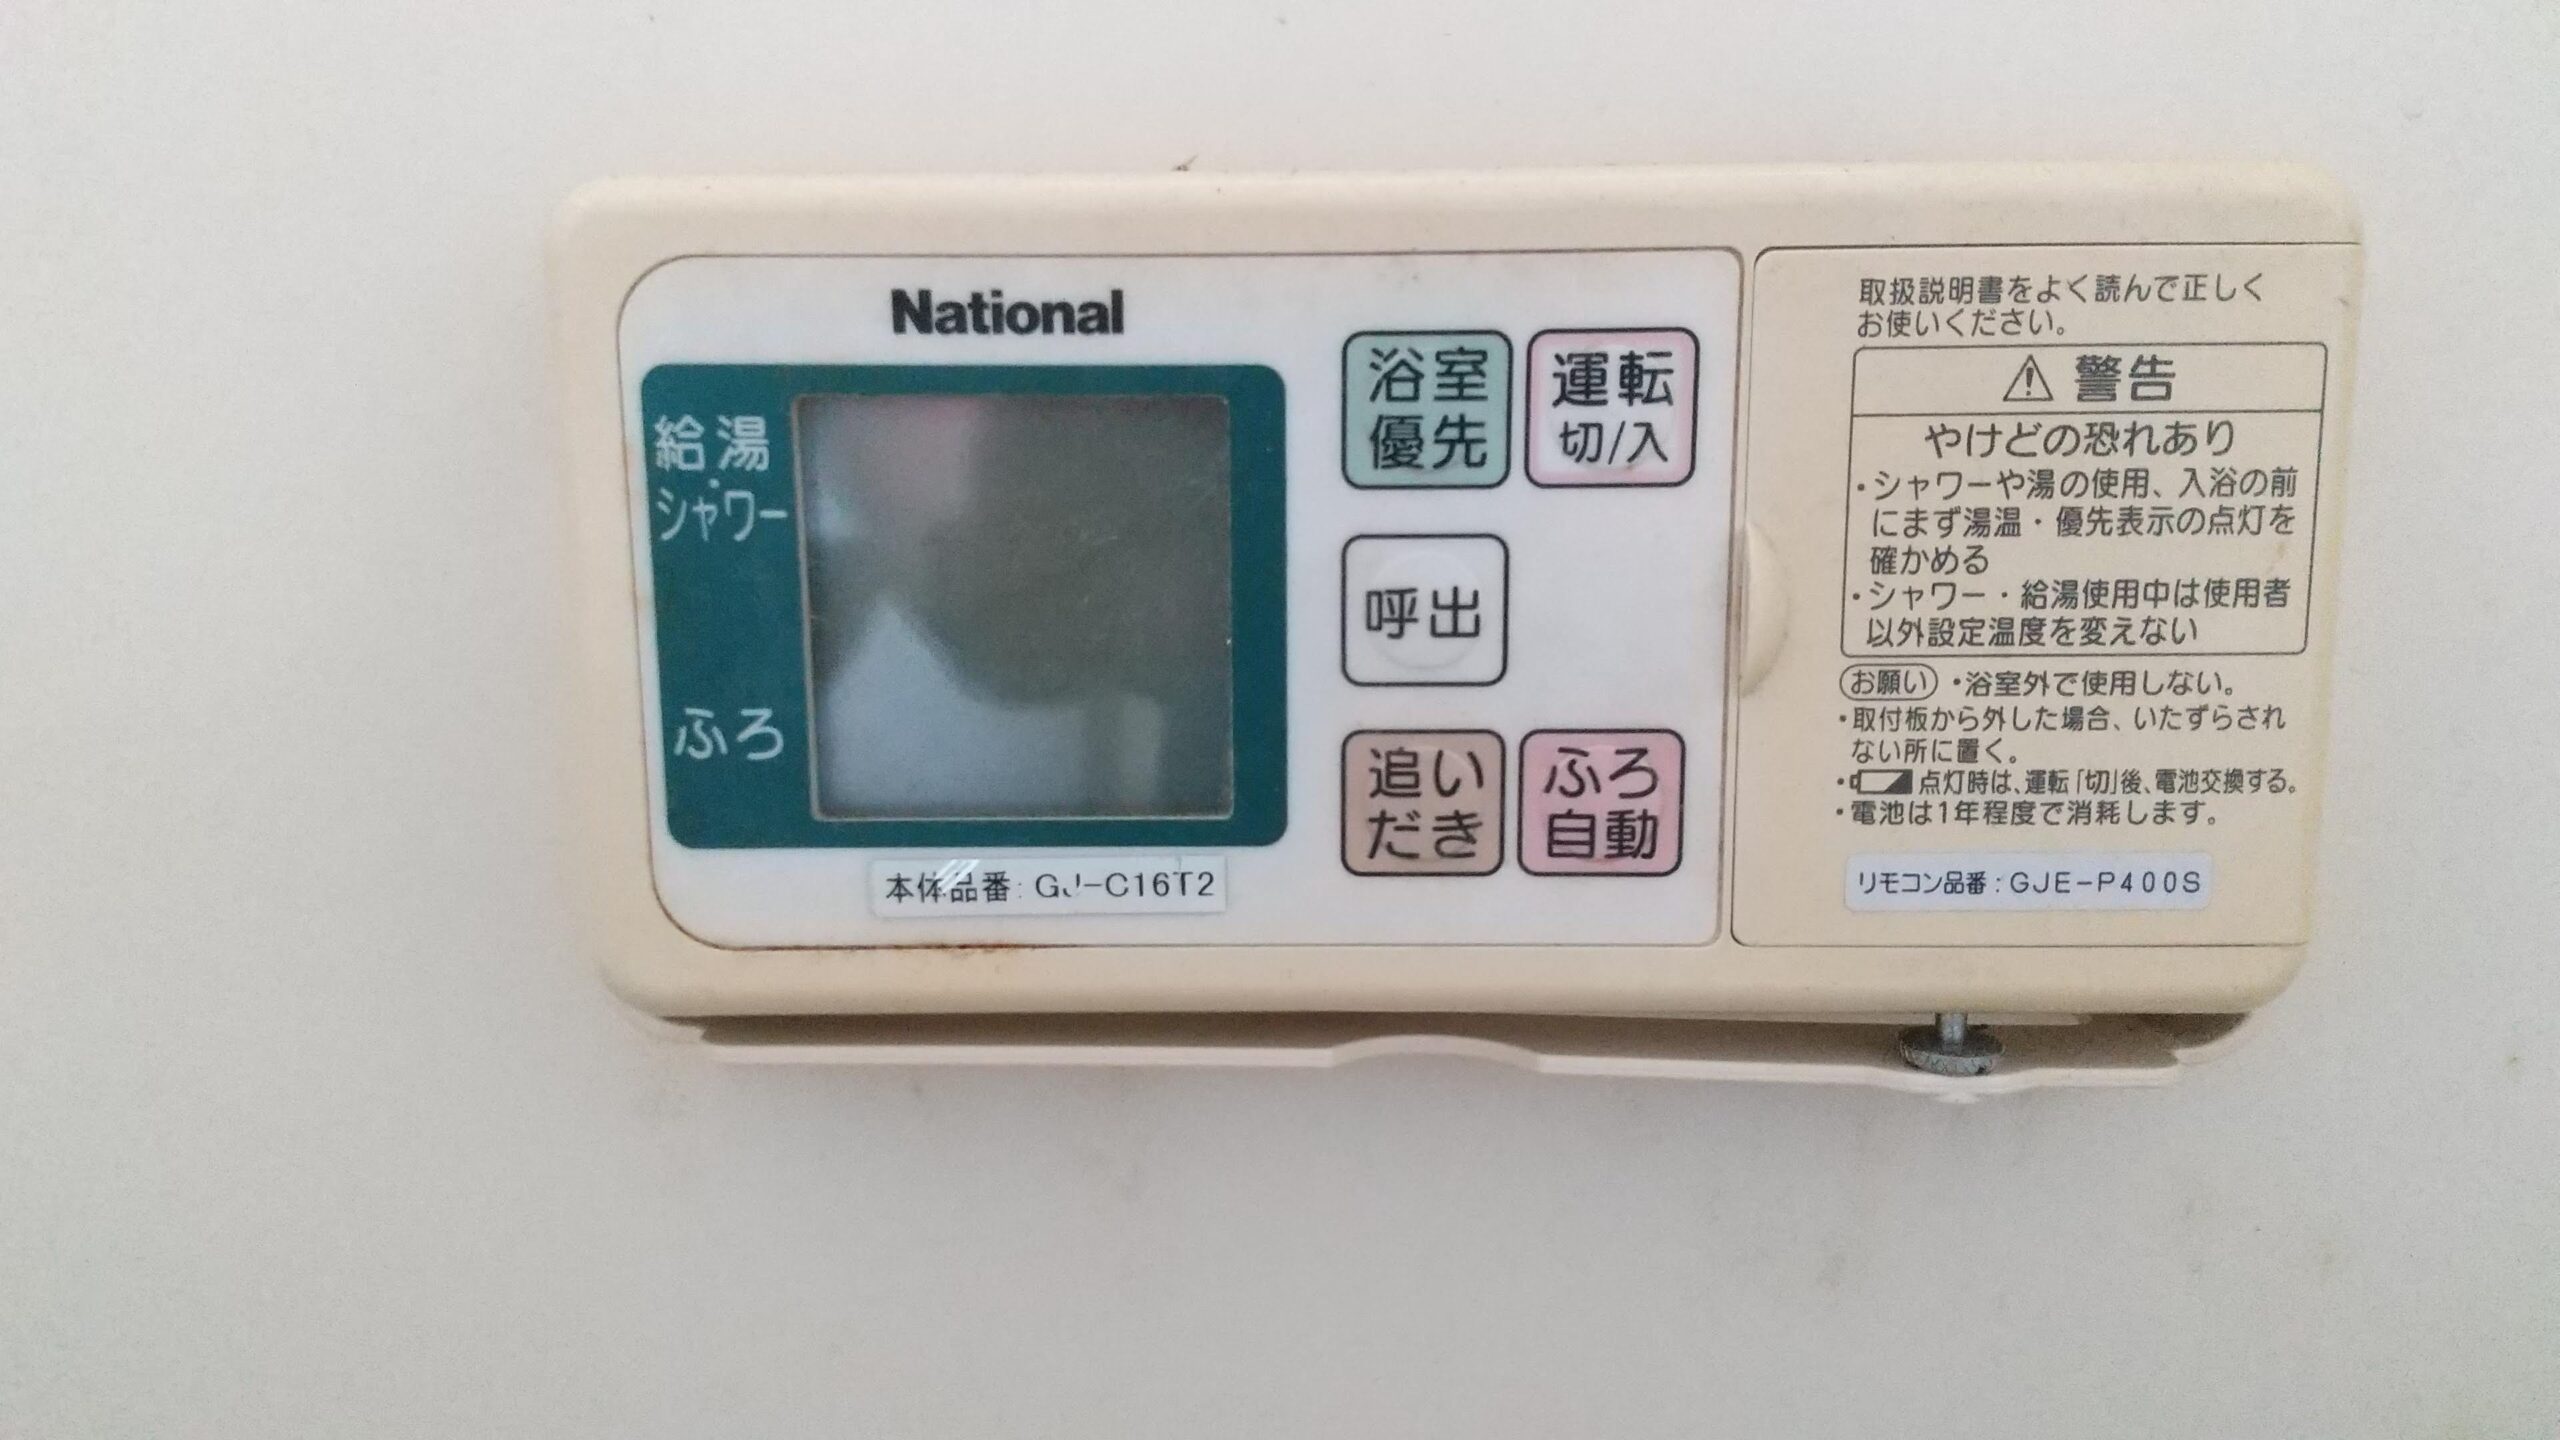 National
給湯
・
シャワー
ふろ
本体品番:GJ-C16T2
浴室
優先
運転
切/入
呼出
追い
だき
ふろ
自動
取扱説明書をよく読んで正しく
お使いください。
⚠ 警告
やけどの恐れあり
・シャワーや湯の使用、入浴の前
にまず湯温・優先表示の点灯を
確かめる
・シャワー・給湯使用中は使用者
以外設定温度を変えない
お願い ・浴室外で使用しない。
・取付板から外した場合、いたずらされ
ない所に置く。
・点灯時は、運転「切」後、電池交換する。
・電池は1年程度で消耗します。
リモコン品番:GJE-P400S